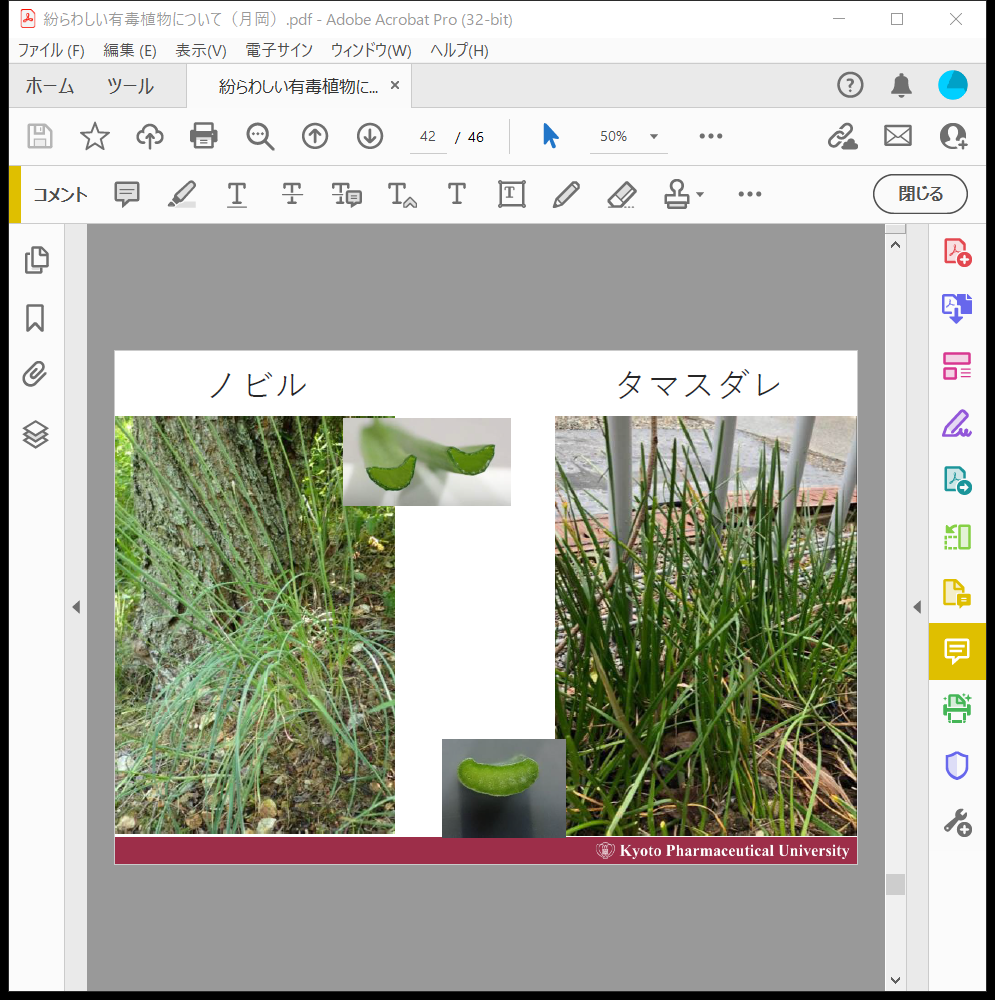 紛らわしい有毒植物について（月岡）.pdf - Adobe Acrobat Pro (32-bit)
ファイル (F) 編集 (E) 表示(V) 電子サイン ウィンドウ(W) ヘルプ(H)
ホーム ツール 紛らわしい有毒植物に... ×
42 / 46 50%
コメント 閉じる
ノビル タマスダレ
Kyoto Pharmaceutical University